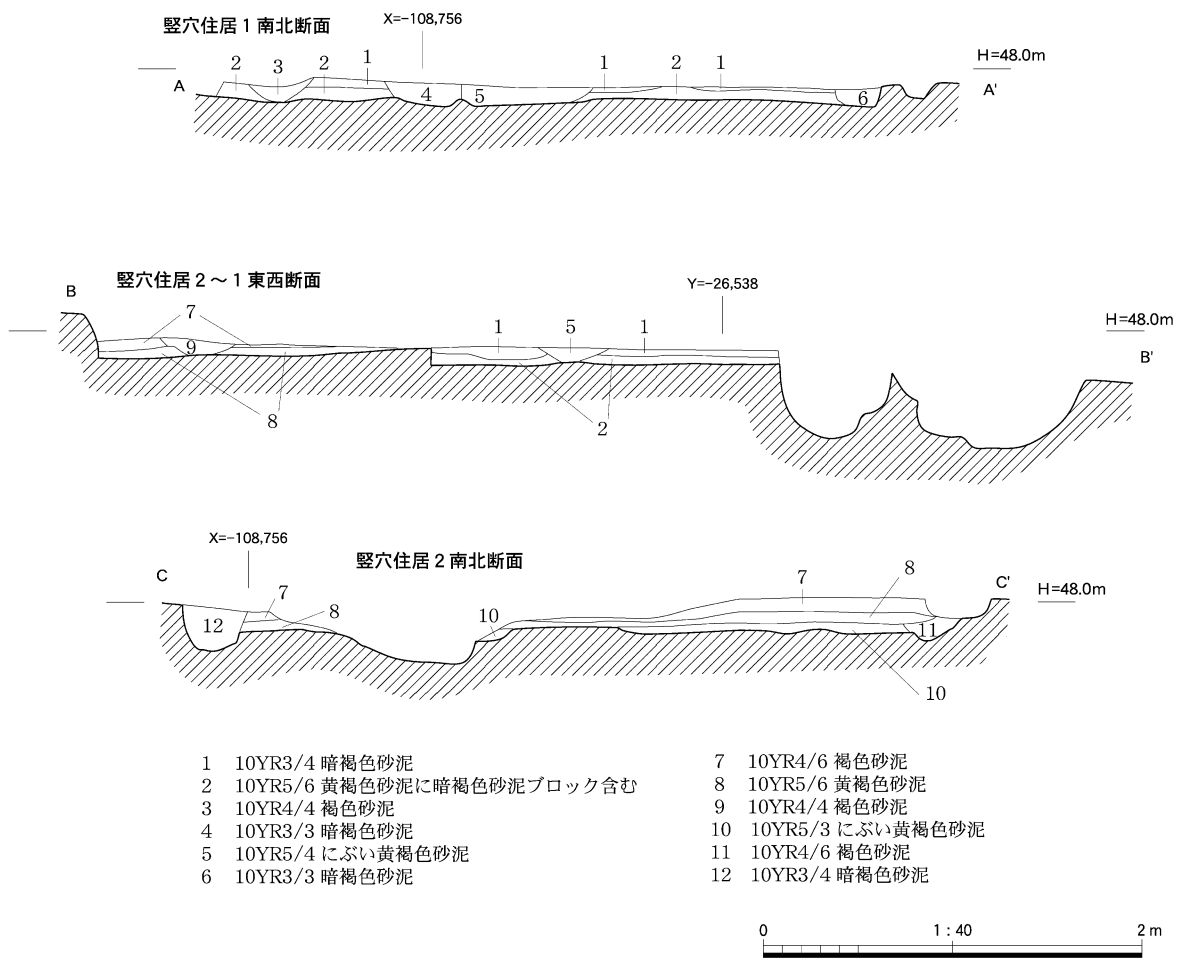 竪穴住居1南北断面
X=-108,756
H=48.0m
2 3 2 1 1 2 1
A 4 5 6 A'
竪穴住居2〜1東西断面
Y=-26,538
B
H=48.0m
7 1 5 1
9 B'
8 2
X=-108,756
竪穴住居2南北断面
C C'
H=48.0m
7 8 7 8
12 10 11
10
1 10YR3/4 暗褐色砂泥
2 10YR5/6 黄褐色砂泥に暗褐色砂泥ブロック含む
3 10YR4/4 褐色砂泥
4 10YR3/3 暗褐色砂泥
5 10YR5/4 にぶい黄褐色砂泥
6 10YR3/3 暗褐色砂泥
7 10YR4/6 褐色砂泥
8 10YR5/6 黄褐色砂泥
9 10YR4/4 褐色砂泥
10 10YR5/3 にぶい黄褐色砂泥
11 10YR4/6 褐色砂泥
12 10YR3/4 暗褐色砂泥
0 1:40 2 m